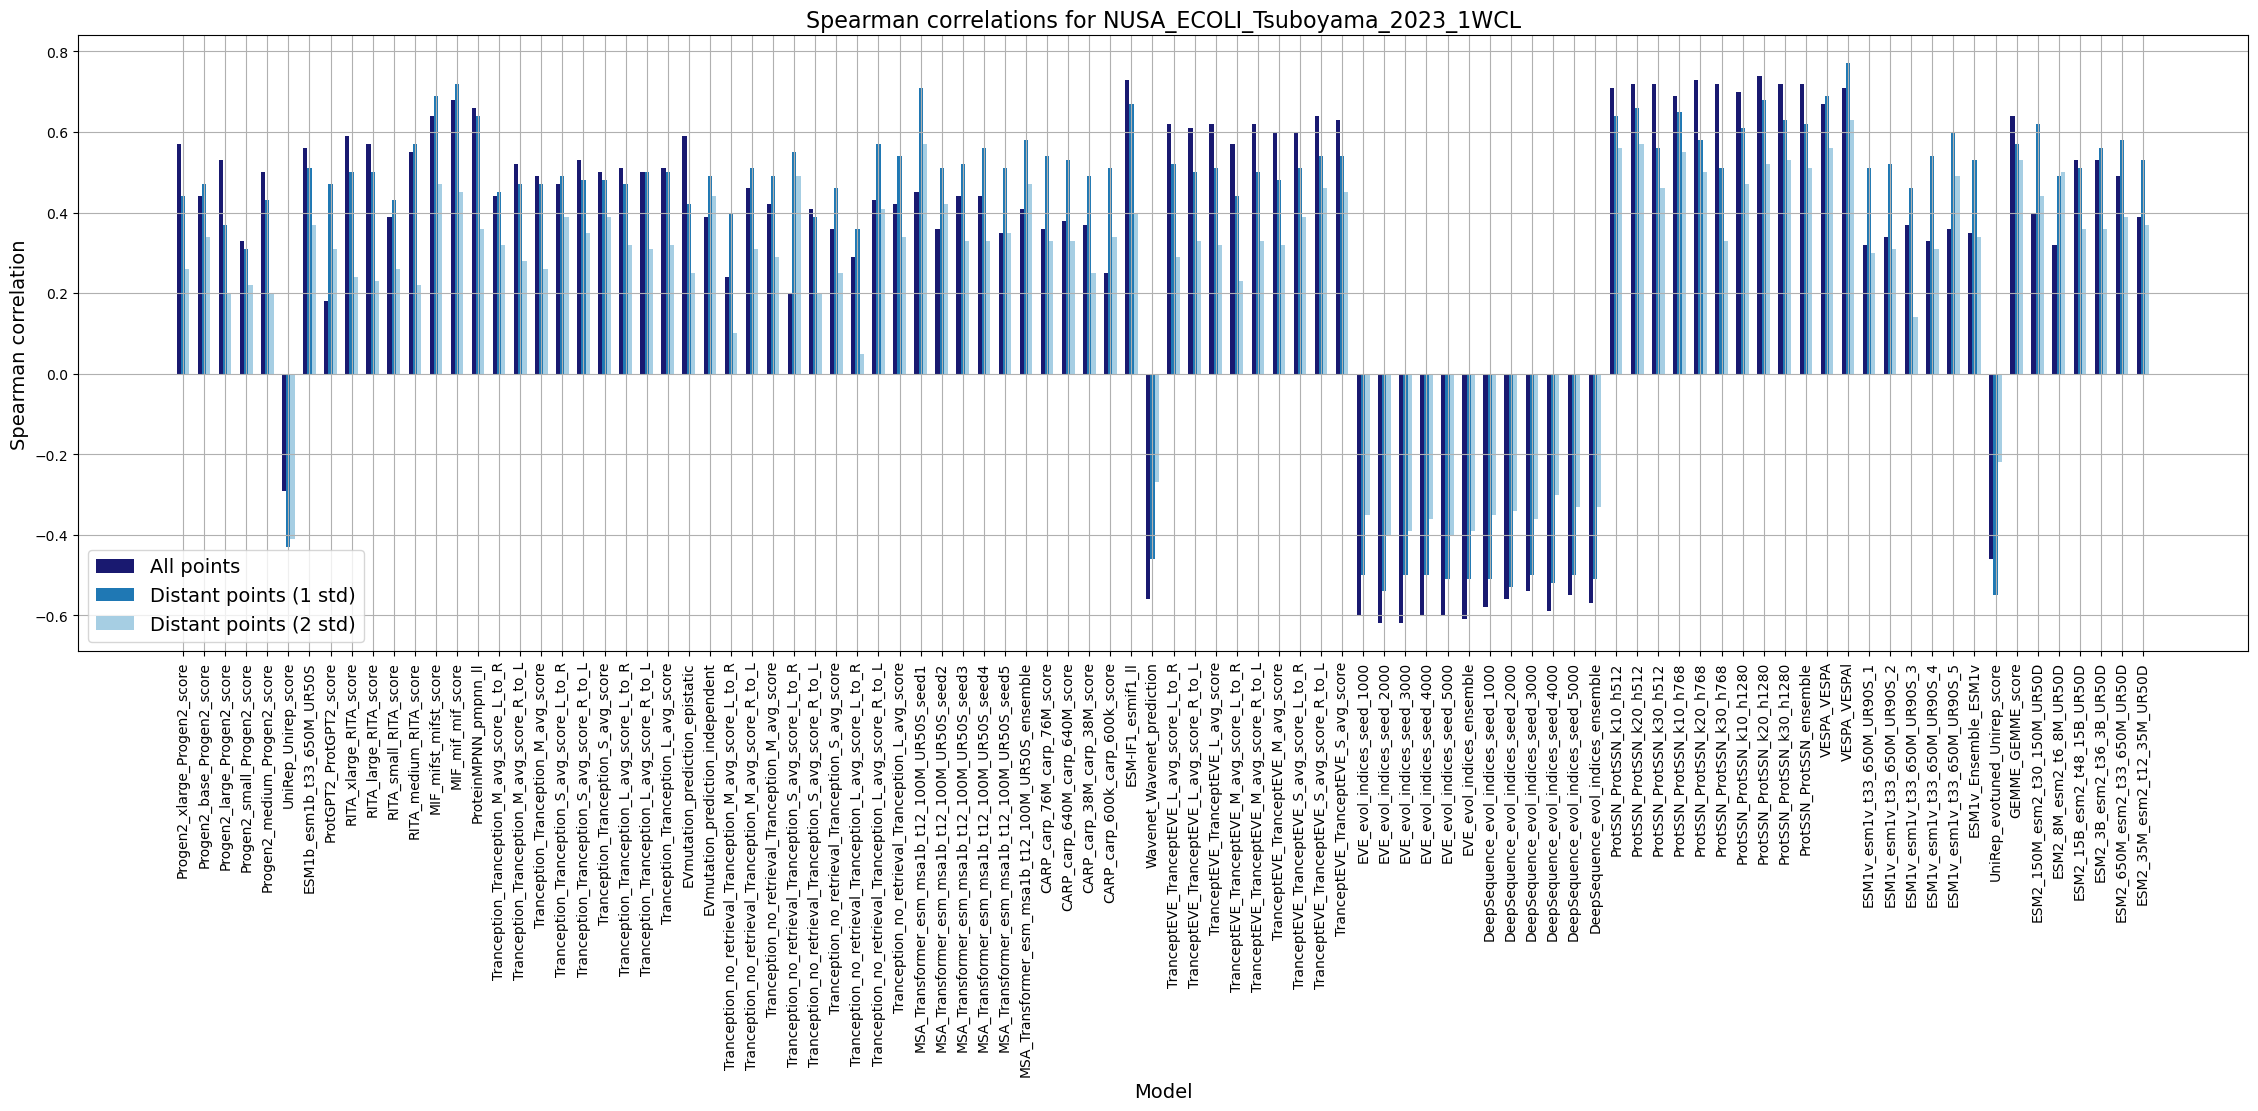 Spearman correlations for NUSA_ECOLI_Tsuboyama_2023_1WCL
Spearman correlation
0.8
0.6
0.4
0.2
0.0
−0.2
−0.4
−0.6
All points
Distant points (1 std)
Distant points (2 std)
Progen2_xlarge_Progen2_score
Progen2_base_Progen2_score
Progen2_large_Progen2_score
Progen2_small_Progen2_score
Progen2_medium_Progen2_score
UniRep_Unirep_score
ESM1b_esm1b_t33_650M_UR50S
ProtGPT2_ProtGPT2_score
RITA_xlarge_RITA_score
RITA_large_RITA_score
RITA_small_RITA_score
RITA_medium_RITA_score
MIF_mifst_mifst_score
MIF_mif_mif_score
ProteinMPNN_pmpnn_ll
Tranception_Tranception_M_avg_score_L_to_R
Tranception_Tranception_M_avg_score_R_to_L
Tranception_Tranception_M_avg_score
Tranception_Tranception_S_avg_score_L_to_R
Tranception_Tranception_S_avg_score_R_to_L
Tranception_Tranception_S_avg_score
Tranception_Tranception_L_avg_score_L_to_R
Tranception_Tranception_L_avg_score_R_to_L
Tranception_Tranception_L_avg_score
EVmutation_prediction_epistatic
EVmutation_prediction_independent
Tranception_no_retrieval_Tranception_M_avg_score_L_to_R
Tranception_no_retrieval_Tranception_M_avg_score_R_to_L
Tranception_no_retrieval_Tranception_M_avg_score
Tranception_no_retrieval_Tranception_S_avg_score_L_to_R
Tranception_no_retrieval_Tranception_S_avg_score_R_to_L
Tranception_no_retrieval_Tranception_S_avg_score
Tranception_no_retrieval_Tranception_L_avg_score_L_to_R
Tranception_no_retrieval_Tranception_L_avg_score_R_to_L
Tranception_no_retrieval_Tranception_L_avg_score
MSA_Transformer_esm_msa1b_t12_100M_UR50S_seed1
MSA_Transformer_esm_msa1b_t12_100M_UR50S_seed2
MSA_Transformer_esm_msa1b_t12_100M_UR50S_seed3
MSA_Transformer_esm_msa1b_t12_100M_UR50S_seed4
MSA_Transformer_esm_msa1b_t12_100M_UR50S_seed5
MSA_Transformer_esm_msa1b_t12_100M_UR50S_ensemble
CARP_carp_76M_carp_76M_score
CARP_carp_640M_carp_640M_score
CARP_carp_38M_carp_38M_score
CARP_carp_600k_carp_600k_score
ESM-IF1_esmif1_ll
Wavenet_Wavenet_prediction
TranceptEVE_TranceptEVE_L_avg_score_L_to_R
TranceptEVE_TranceptEVE_L_avg_score_R_to_L
TranceptEVE_TranceptEVE_L_avg_score
TranceptEVE_TranceptEVE_M_avg_score_L_to_R
TranceptEVE_TranceptEVE_M_avg_score_R_to_L
TranceptEVE_TranceptEVE_M_avg_score
TranceptEVE_TranceptEVE_S_avg_score_L_to_R
TranceptEVE_TranceptEVE_S_avg_score_R_to_L
TranceptEVE_TranceptEVE_S_avg_score
EVE_evol_indices_seed_1000
EVE_evol_indices_seed_2000
EVE_evol_indices_seed_3000
EVE_evol_indices_seed_4000
EVE_evol_indices_seed_5000
EVE_evol_indices_ensemble
DeepSequence_evol_indices_seed_1000
DeepSequence_evol_indices_seed_2000
DeepSequence_evol_indices_seed_3000
DeepSequence_evol_indices_seed_4000
DeepSequence_evol_indices_seed_5000
DeepSequence_evol_indices_ensemble
ProtSSN_ProtSSN_k10_h512
ProtSSN_ProtSSN_k20_h512
ProtSSN_ProtSSN_k30_h512
ProtSSN_ProtSSN_k10_h768
ProtSSN_ProtSSN_k20_h768
ProtSSN_ProtSSN_k30_h768
ProtSSN_ProtSSN_k10_h1280
ProtSSN_ProtSSN_k20_h1280
ProtSSN_ProtSSN_k30_h1280
ProtSSN_ProtSSN_ensemble
VESPA_VESPA
VESPA_VESPAl
ESM1v_esm1v_t33_650M_UR90S_1
ESM1v_esm1v_t33_650M_UR90S_2
ESM1v_esm1v_t33_650M_UR90S_3
ESM1v_esm1v_t33_650M_UR90S_4
ESM1v_esm1v_t33_650M_UR90S_5
ESM1v_Ensemble_ESM1v
UniRep_evotuned_Unirep_score
GEMME_GEMME_score
ESM2_150M_esm2_t30_150M_UR50D
ESM2_8M_esm2_t6_8M_UR50D
ESM2_15B_esm2_t48_15B_UR50D
ESM2_3B_esm2_t36_3B_UR50D
ESM2_650M_esm2_t33_650M_UR50D
ESM2_35M_esm2_t12_35M_UR50D
Model